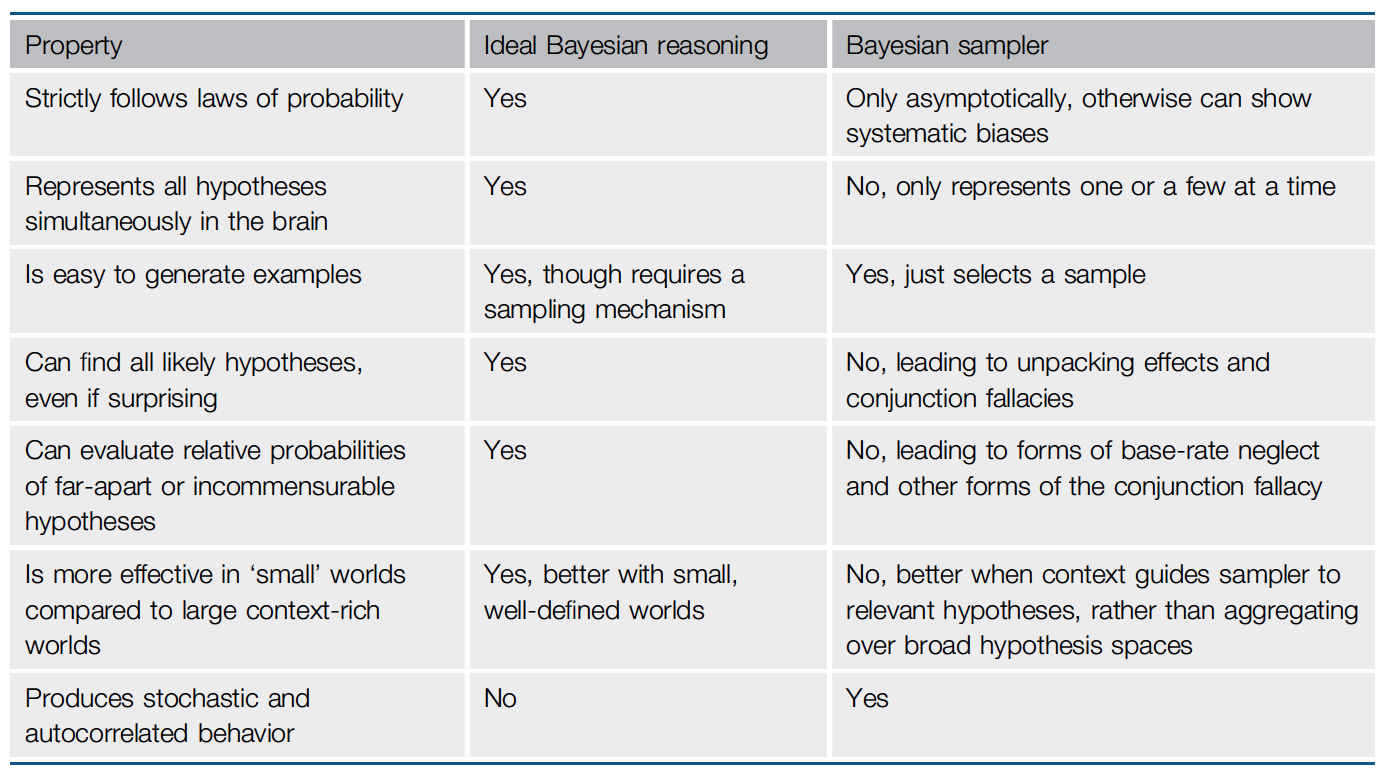 Property
Ideal Bayesian reasoning
Bayesian sampler
Strictly follows laws of probability
Yes
Only asymptotically, otherwise can show
systematic biases
Represents all hypotheses
simultaneously in the brain
Yes
No, only represents one or a few at a time
Is easy to generate examples
Yes, though requires a
sampling mechanism
Yes, just selects a sample
Can find all likely hypotheses,
even if surprising
Yes
No, leading to unpacking effects and
conjunction fallacies
Can evaluate relative probabilities
of far-apart or incommensurable
hypotheses
Yes
No, leading to forms of base-rate neglect
and other forms of the conjunction fallacy
Is more effective in ‘small’ worlds
compared to large context-rich
worlds
Yes, better with small,
well-defined worlds
No, better when context guides sampler to
relevant hypotheses, rather than aggregating
over broad hypothesis spaces
Produces stochastic and
autocorrelated behavior
No
Yes